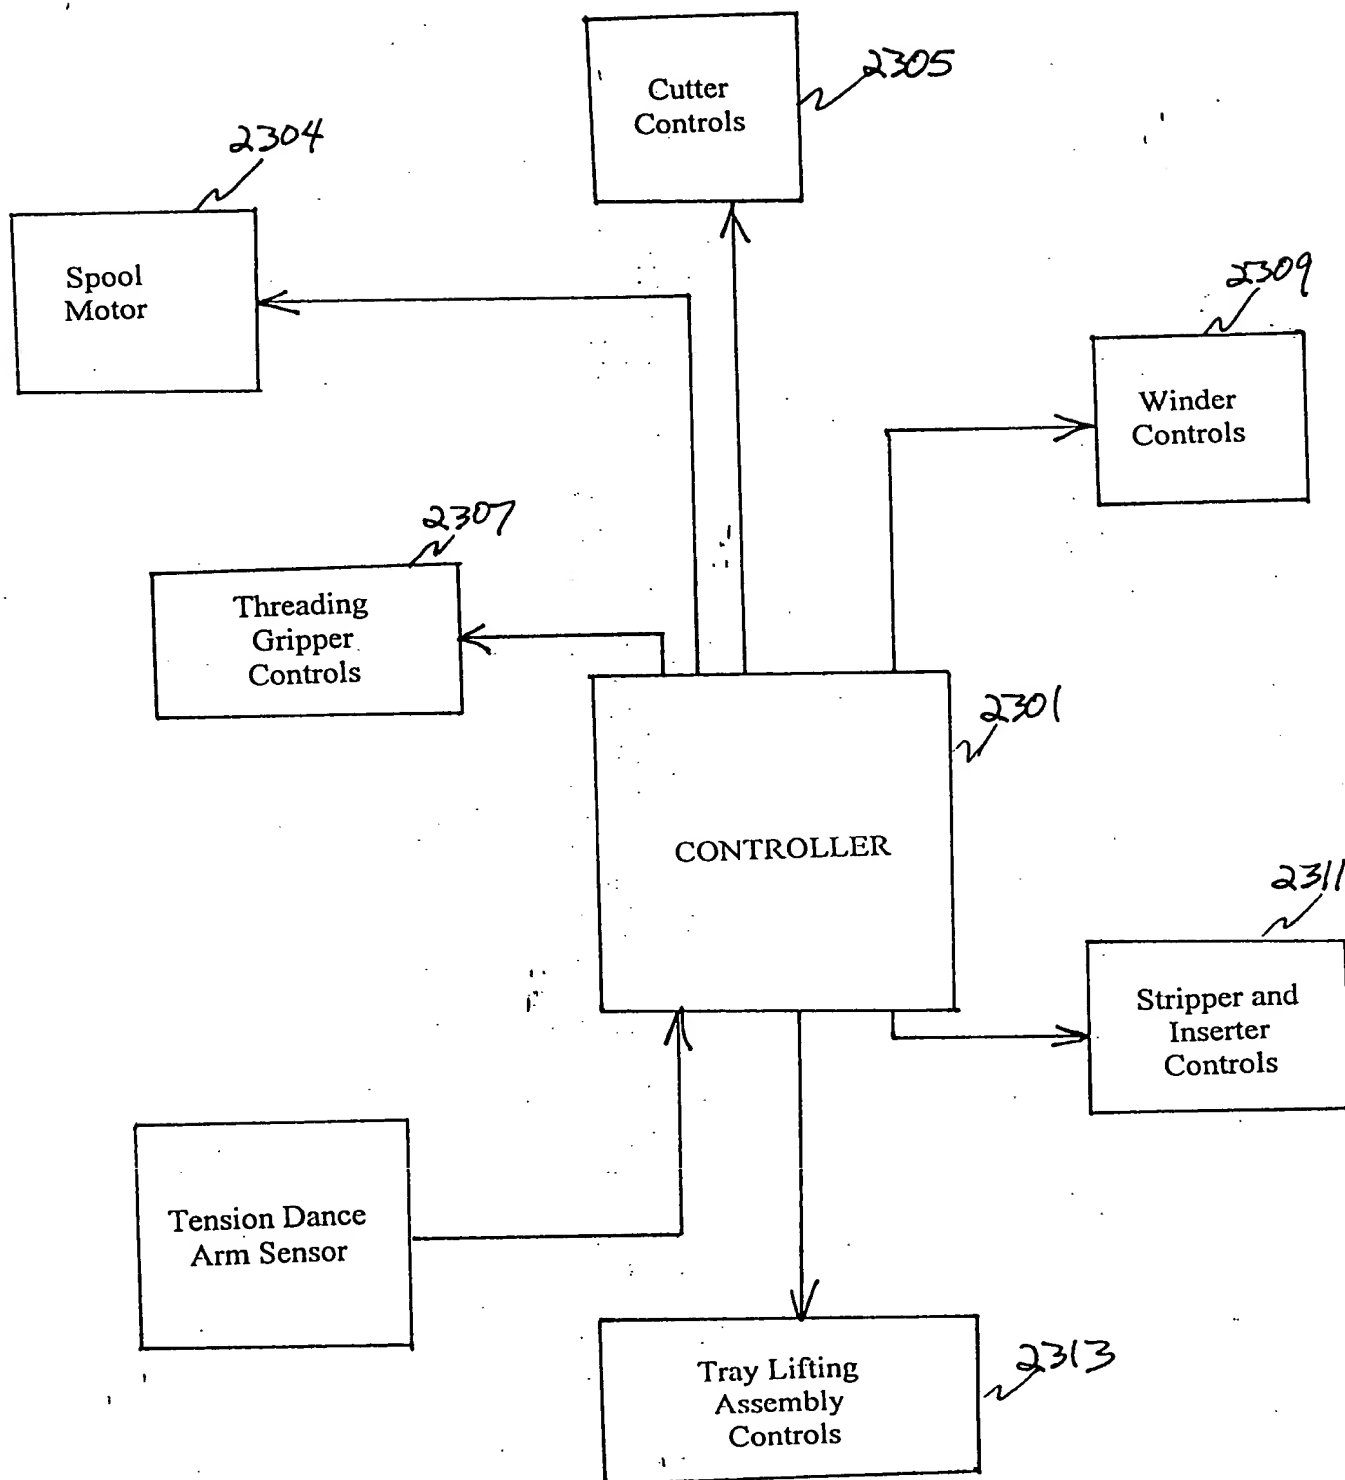 2305
Cutter
Controls
2304
Spool
Motor
2309
Winder
Controls
2307
Threading
Gripper
Controls
2301
CONTROLLER
2311
Stripper and
Inserter
Controls
Tension Dance
Arm Sensor
2313
Tray Lifting
Assembly
Controls